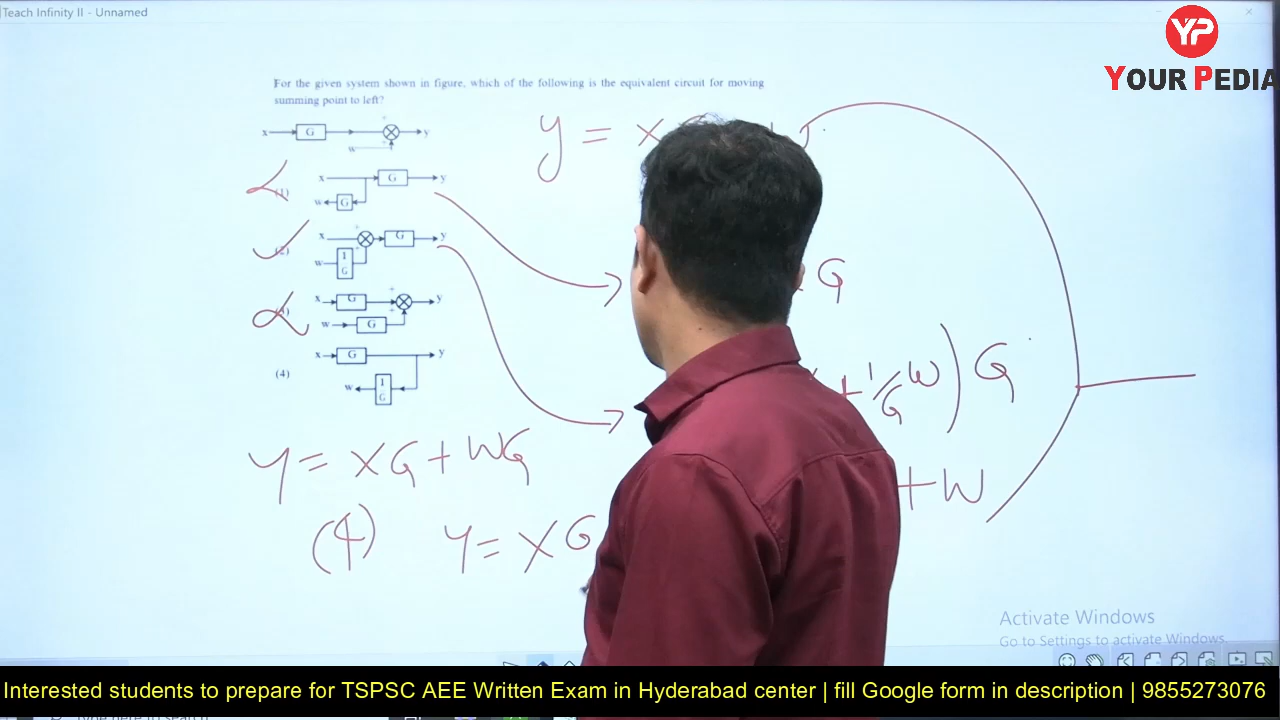 Teach Infinity II - Unnamed
YP
YOUR PEDIA
For the given system shown in figure, which of the following is the equivalent circuit for moving
summing point to left?
x G y
w
y = x
(1) x G y
w G
(2) x G y
w 1/G
G
x G y
w G
(4) x G y
w 1/G
+ 1/G W ) G
y = XG + WG
+ W
(4) y = XG
Activate Windows
Go to Settings to activate Windows.
Interested students to prepare for TSPSC AEE Written Exam in Hyderabad center | fill Google form in description | 9855273076